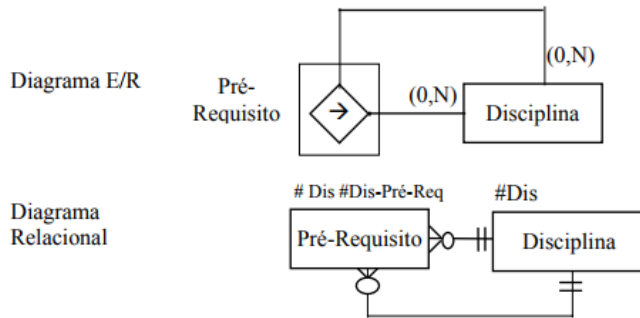 Diagrama E/R
Pré-
Requisito
→
(0,N)
(0,N)
Disciplina
Diagrama
Relacional
# Dis #Dis-Pré-Req
#Dis
Pré-Requisito
Disciplina